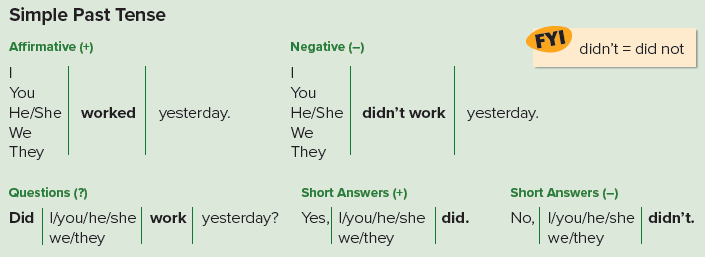 Simple Past Tense
FYI
didn't = did not
Affirmative (+)
I
You
He/She
We
They
worked
yesterday.
Negative (–)
I
You
He/She
We
They
didn't work
yesterday.
Questions (?)
Did
I/you/he/she
we/they
work
yesterday?
Short Answers (+)
Yes,
I/you/he/she
we/they
did.
Short Answers (–)
No,
I/you/he/she
we/they
didn't.